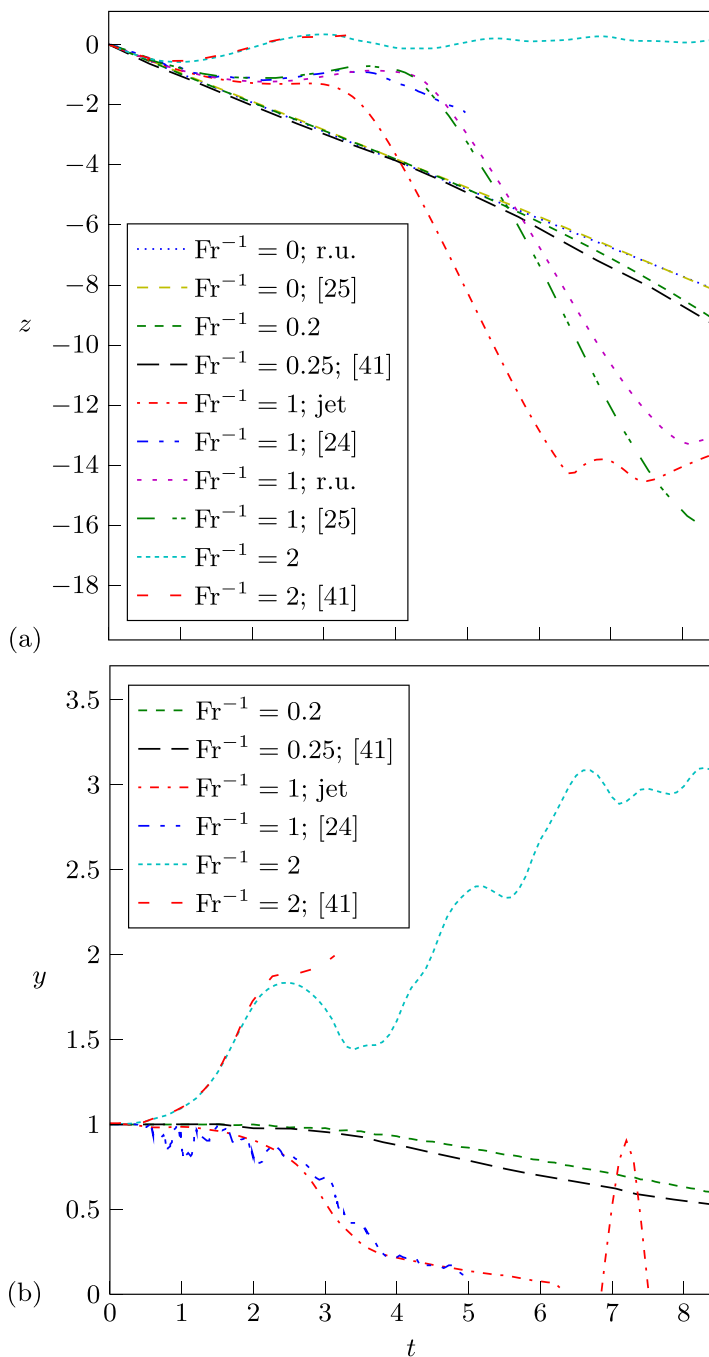 0
−2
−4
−6
−8
−10
−12
−14
−16
−18
z
Fr⁻¹ = 0; r.u.
Fr⁻¹ = 0; [25]
Fr⁻¹ = 0.2
Fr⁻¹ = 0.25; [41]
Fr⁻¹ = 1; jet
Fr⁻¹ = 1; [24]
Fr⁻¹ = 1; r.u.
Fr⁻¹ = 1; [25]
Fr⁻¹ = 2
Fr⁻¹ = 2; [41]
(a)
3.5
3
2.5
2
1.5
1
0.5
0
y
Fr⁻¹ = 0.2
Fr⁻¹ = 0.25; [41]
Fr⁻¹ = 1; jet
Fr⁻¹ = 1; [24]
Fr⁻¹ = 2
Fr⁻¹ = 2; [41]
(b)
0 1 2 3 4 5 6 7 8
t